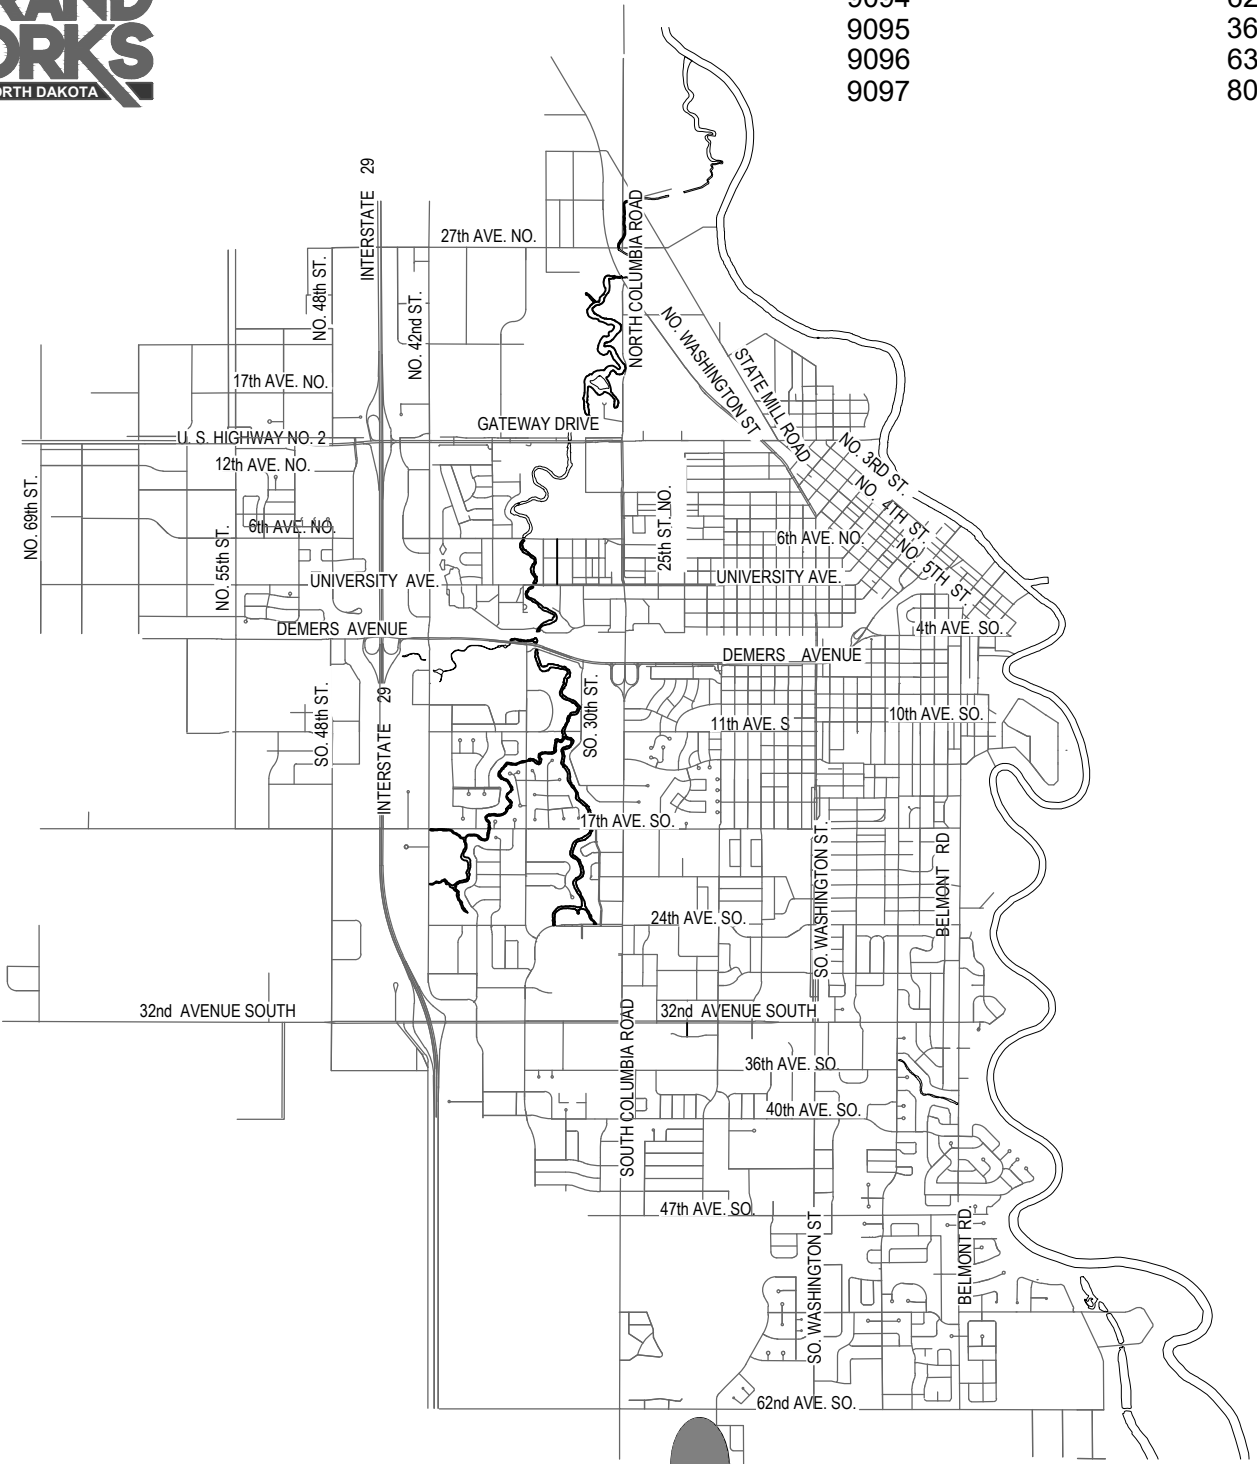 ORKS
NORTH DAKOTA
9095
36
9096
63
9097
80
INTERSTATE 29
27th AVE. NO.
NORTH COLUMBIA ROAD
NO. 48th ST.
NO. 42nd ST.
NO. WASHINGTON ST
STATE MILL ROAD
17th AVE. NO.
GATEWAY DRIVE
U. S. HIGHWAY NO. 2
12th AVE. NO.
NO. 3RD ST.
NO. 4TH ST.
NO. 5TH ST.
NO. 69th ST.
25th ST. NO.
6th AVE. NO.
6th AVE. NO.
NO. 55th ST.
UNIVERSITY AVE.
UNIVERSITY AVE.
DEMERS AVENUE
4th AVE. SO.
DEMERS AVENUE
SO. 48th ST.
INTERSTATE 29
SO. 30th ST.
11th AVE. S
10th AVE. SO.
17th AVE. SO.
SO. WASHINGTON ST.
BELMONT RD
24th AVE. SO.
32nd AVENUE SOUTH
32nd AVENUE SOUTH
SOUTH COLUMBIA ROAD
36th AVE. SO.
40th AVE. SO.
47th AVE. SO.
SO. WASHINGTON ST
BELMONT RD.
62nd AVE. SO.